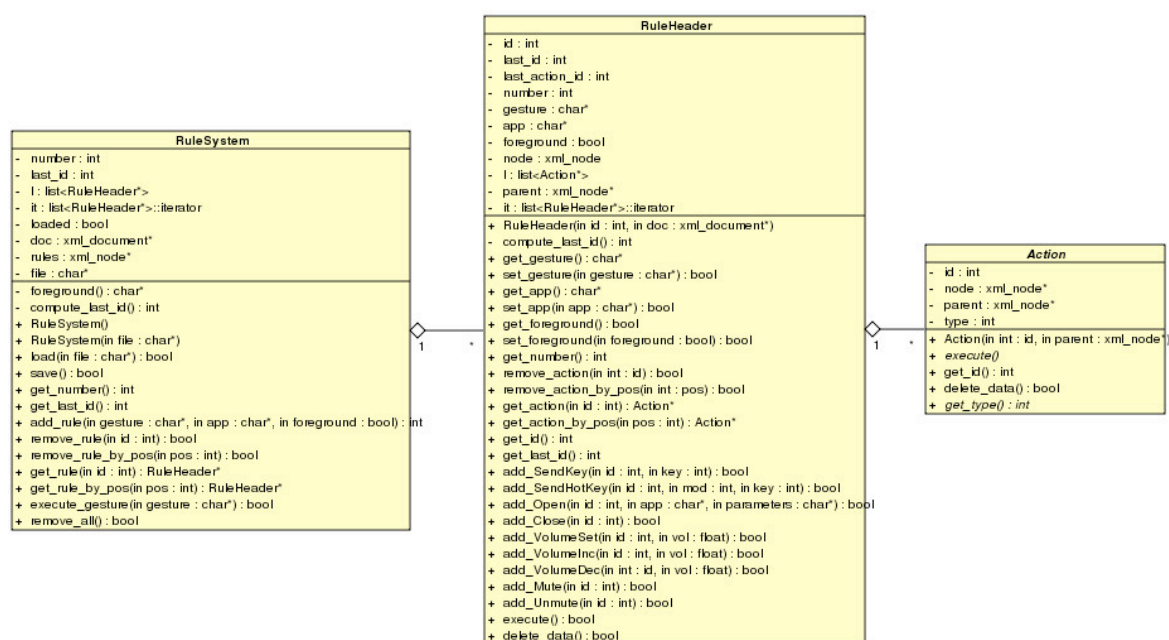 RuleSystem
- number : int
- last_id : int
- l : list<RuleHeader*>
- it : list<RuleHeader*>::iterator
- loaded : bool
- doc : xml_document*
- rules : xml_node*
- file : char*
- foreground() : char*
- compute_last_id() : int
+ RuleSystem()
+ RuleSystem(in file : char*)
+ load(in file : char*) : bool
+ save() : bool
+ get_number() : int
+ get_last_id() : int
+ add_rule(in gesture : char*, in app : char*, in foreground : bool) : int
+ remove_rule(in id : int) : bool
+ remove_rule_by_pos(in pos : int) : bool
+ get_rule(in id : int) : RuleHeader*
+ get_rule_by_pos(in pos : int) : RuleHeader*
+ execute_gesture(in gesture : char*) : bool
+ remove_all() : bool
1
*
RuleHeader
- id : int
- last_id : int
- last_action_id : int
- number : int
- gesture : char*
- app : char*
- foreground : bool
- node : xml_node
- l : list<Action*>
- parent : xml_node*
- it : list<RuleHeader*>::iterator
+ RuleHeader(in id : int, in doc : xml_document*)
- compute_last_id() : int
+ get_gesture() : char*
+ set_gesture(in gesture : char*) : bool
+ get_app() : char*
+ set_app(in app : char*) : bool
+ get_foreground() : bool
+ set_foreground(in foreground : bool) : bool
+ get_number() : int
+ remove_action(in int : id) : bool
+ remove_action_by_pos(in int : pos) : bool
+ get_action(in id : int) : Action*
+ get_action_by_pos(in pos : int) : Action*
+ get_id() : int
+ get_last_id() : int
+ add_SendKey(in id : int, in key : int) : bool
+ add_SendHotKey(in id : int, in mod : int, in key : int) : bool
+ add_Open(in id : int, in app : char*, in parameters : char*) : bool
+ add_Close(in id : int) : bool
+ add_VolumeSet(in id : int, in vol : float) : bool
+ add_VolumeInc(in id : int, in vol : float) : bool
+ add_VolumeDec(in int : id, in vol : float) : bool
+ add_Mute(in id : int) : bool
+ add_Unmute(in id : int) : bool
+ execute() : bool
+ delete_data() : bool
1
*
Action
- id : int
- node : xml_node*
- parent : xml_node*
- type : int
+ Action(in int : id, in parent : xml_node*)
+ execute()
+ get_id() : int
+ delete_data() : bool
+ get_type() : int